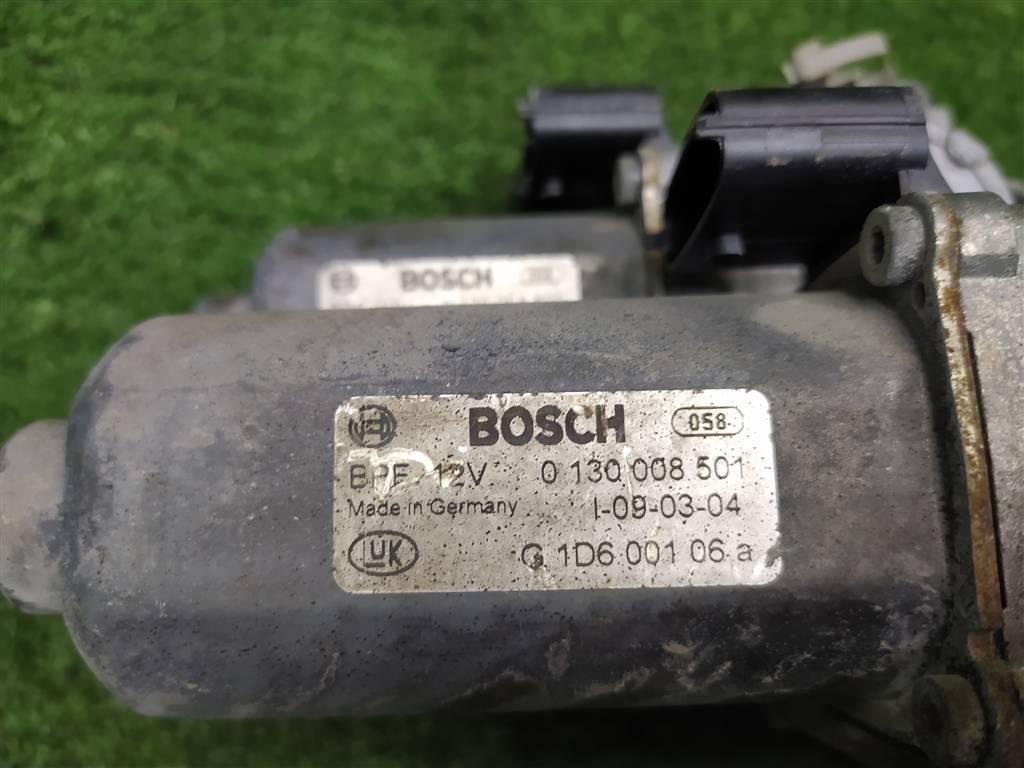 BOSCH
BOSCH 058
BPE 12V 0 130 008 501
Made in Germany I-09-03-04
LUK G 1D6 001 06 a